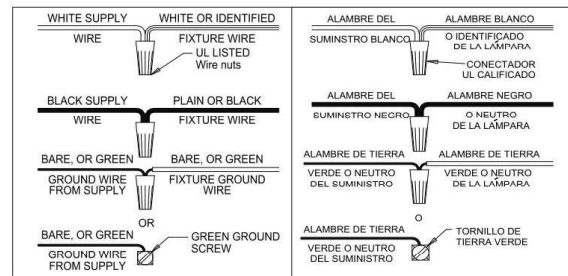 WHITE SUPPLY WHITE OR IDENTIFIED
WIRE FIXTURE WIRE
UL LISTED
Wire nuts
BLACK SUPPLY PLAIN OR BLACK
WIRE FIXTURE WIRE
BARE, OR GREEN BARE, OR GREEN
GROUND WIRE FIXTURE GROUND
FROM SUPPLY WIRE
OR
BARE, OR GREEN GREEN GROUND
SCREW
GROUND WIRE
FROM SUPPLY
ALAMBRE DEL ALAMBRE BLANCO
SUMINSTRO BLANCO O IDENTIFICADO
DE LA LÁMPARA
CONECTADOR
UL CALIFICADO
ALAMBRE DEL ALAMBRE NEGRO
SUMINSTRO NEGRO O NEUTRO
DE LA LÁMPARA
ALAMBRE DE TIERRA ALAMBRE DE TIERRA
VERDE O NEUTRO VERDE O NEUTRO
DEL SUMINISTRO DE LA LÁMPARA
O
ALAMBRE DE TIERRA TORNILLO DE
TIERRA VERDE
VERDE O NEUTRO
DEL SUMINISTRO